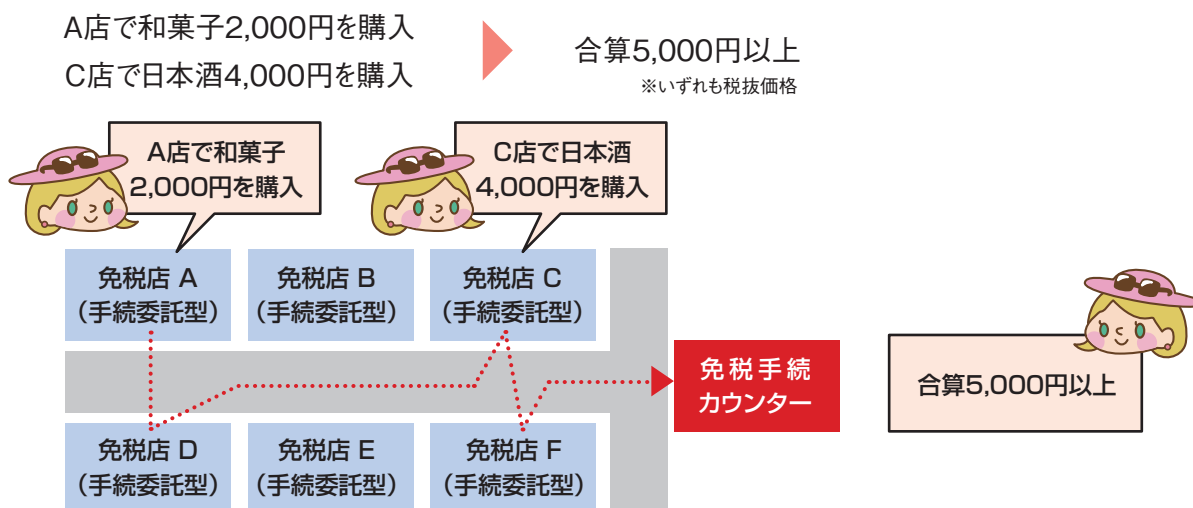 A店で和菓子2,000円を購入
C店で日本酒4,000円を購入
合算5,000円以上
※いずれも税抜価格
A店で和菓子
2,000円を購入
C店で日本酒
4,000円を購入
免税店 A
（手続委託型）
免税店 B
（手続委託型）
免税店 C
（手続委託型）
免税手続
カウンター
合算5,000円以上
免税店 D
（手続委託型）
免税店 E
（手続委託型）
免税店 F
（手続委託型）